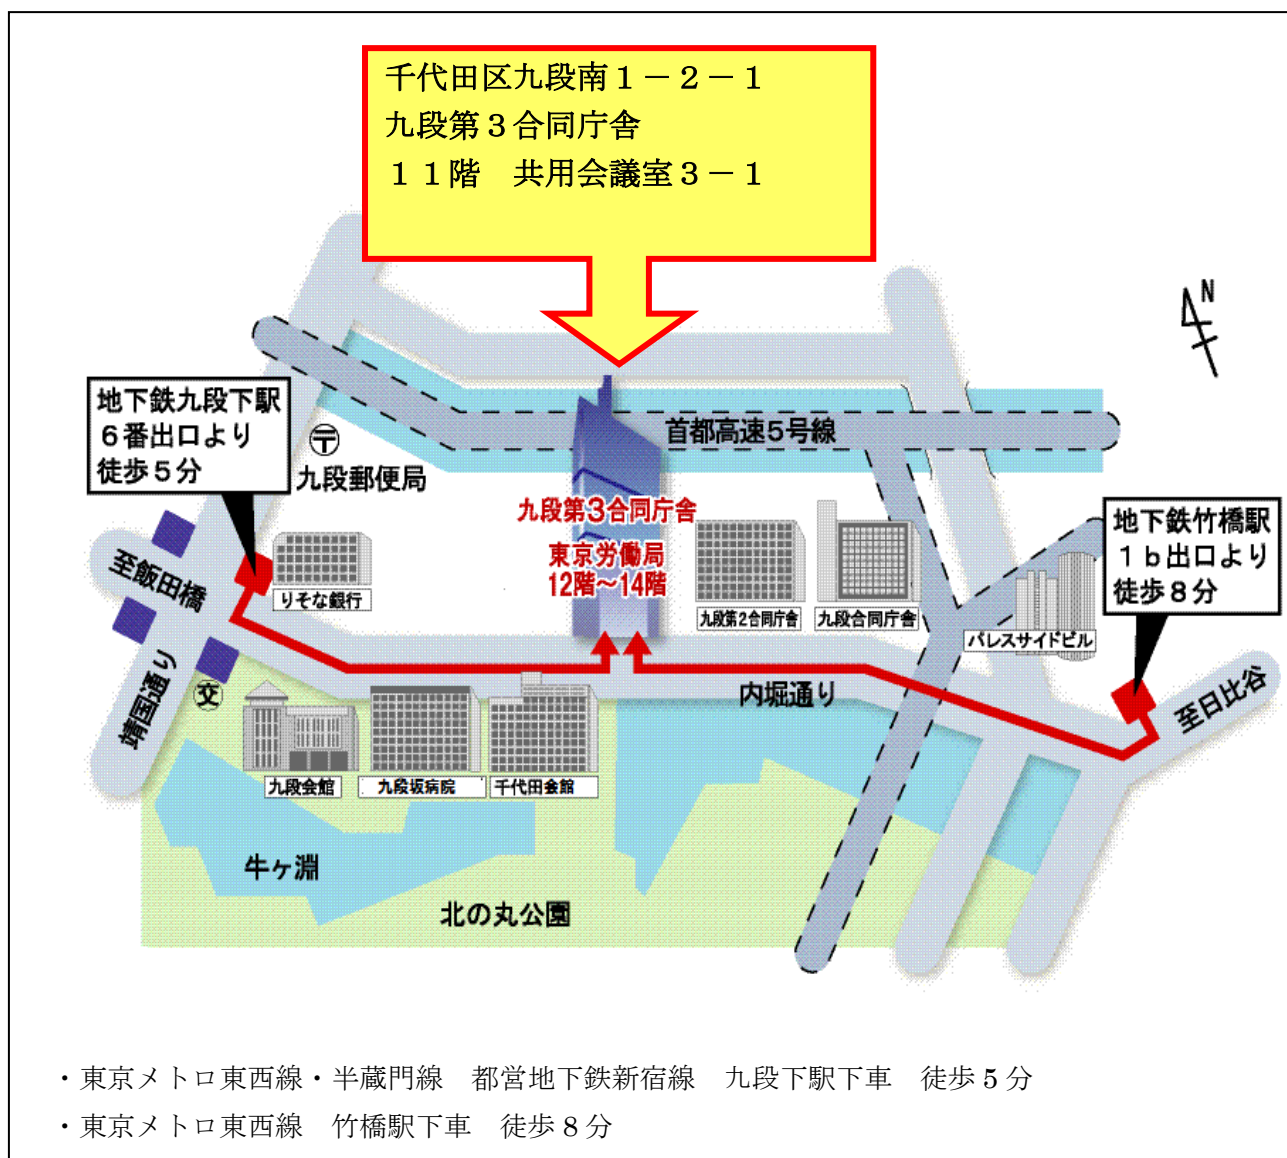 千代田区九段南１－２－１
九段第３合同庁舎
１１階　共用会議室３－１
N
地下鉄九段下駅
６番出口より
徒歩５分
〒
九段郵便局
首都高速5号線
九段第3合同庁舎
東京労働局
12階～14階
地下鉄竹橋駅
１ｂ出口より
徒歩８分
至飯田橋
りそな銀行
九段第2合同庁舎
九段合同庁舎
パレスサイドビル
靖国通り
交
内堀通り
至日比谷
九段会館
九段坂病院
千代田会館
牛ヶ淵
北の丸公園
・東京メトロ東西線・半蔵門線　都営地下鉄新宿線　九段下駅下車　徒歩５分
・東京メトロ東西線　竹橋駅下車　徒歩８分